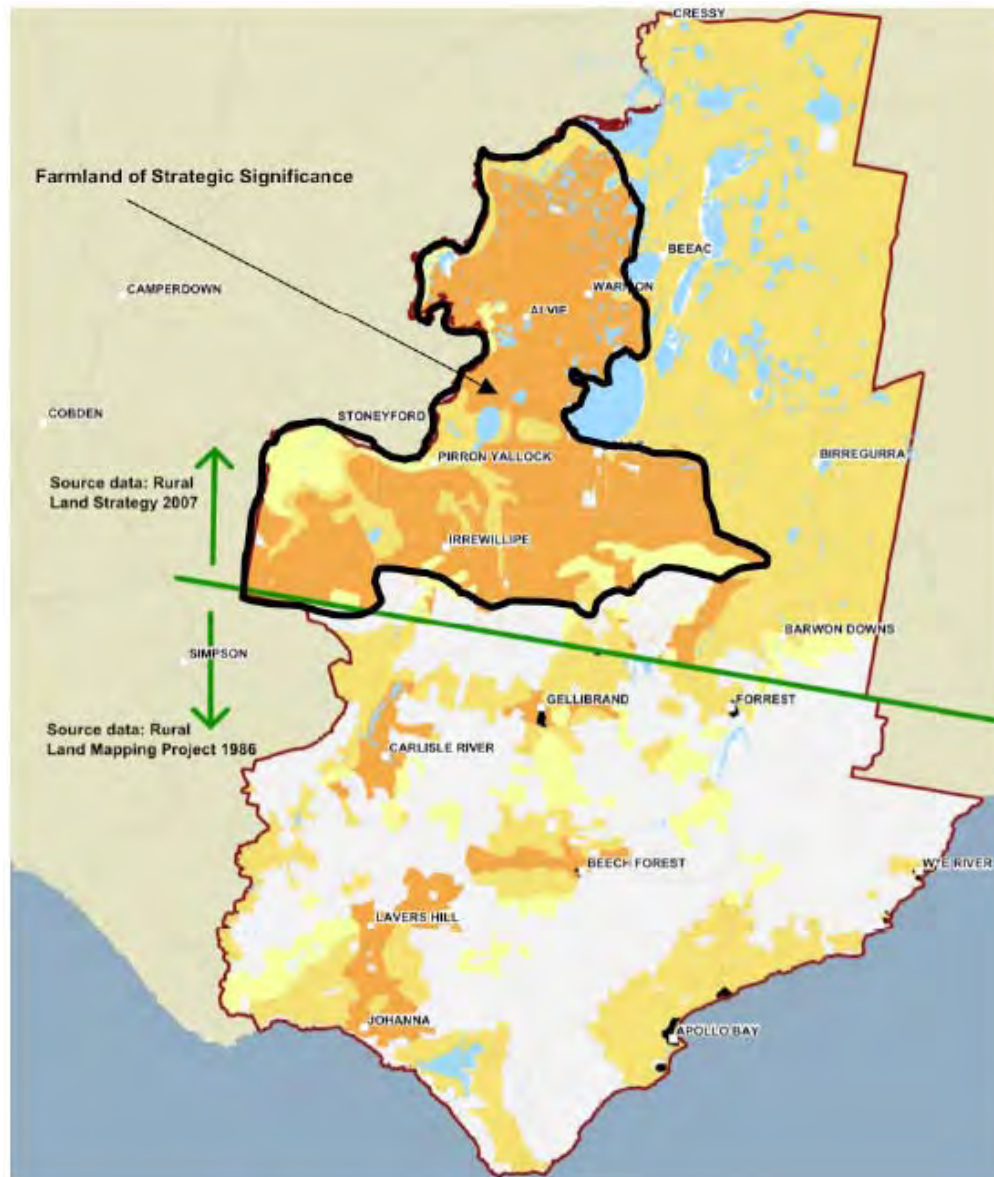 CRESSY
Farmland of Strategic Significance
BEEAC
CAMPERDOWN
ALVIE
COBDEN
STONEYFORD
PIRRON YALLOCK
BIRREGURRA
Source data: Rural
Land Strategy 2007
IRREWILLIPE
BARWON DOWNS
SIMPSON
GELLIBRAND
FORREST
Source data: Rural
Land Mapping Project 1986
CARLISLE RIVER
BEECH FOREST
RIVER
LAVERS HILL
JOHANNA
APOLLO BAY